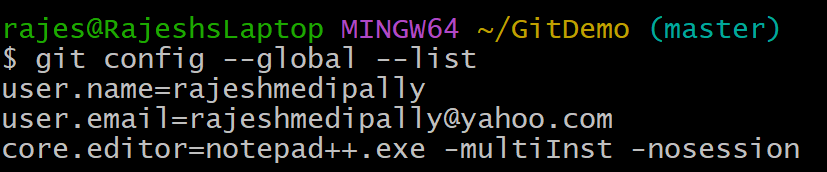 rajes@RajeshsLaptop MINGW64 ~/GitDemo (master)
$ git config --global --list
user.name=rajeshmedipally
user.email=rajeshmedipally@yahoo.com
core.editor=notepad++.exe -multiInst -nosession